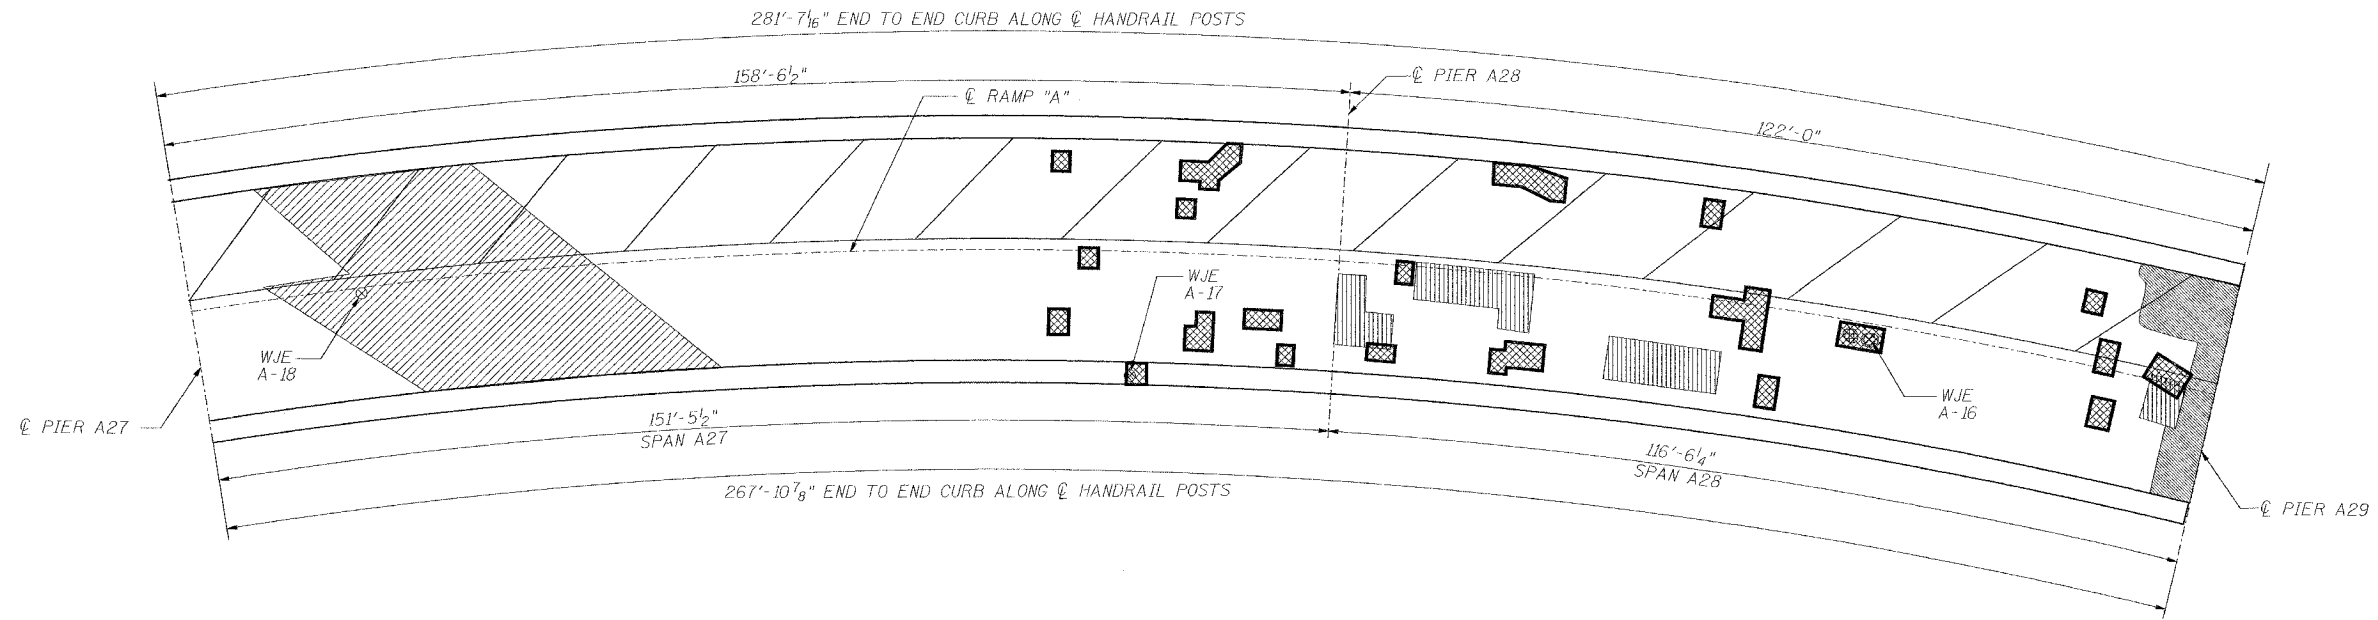 281'-7 1/16" END TO END CURB ALONG ℄ HANDRAIL POSTS
158'-6 1/2"
℄ PIER A28
℄ RAMP "A"
122'-0"
WJE
A-17
WJE
A-18
WJE
A-16
℄ PIER A27
151'-5 1/2"
SPAN A27
116'-6 1/4"
SPAN A28
267'-10 7/8" END TO END CURB ALONG ℄ HANDRAIL POSTS
℄ PIER A29